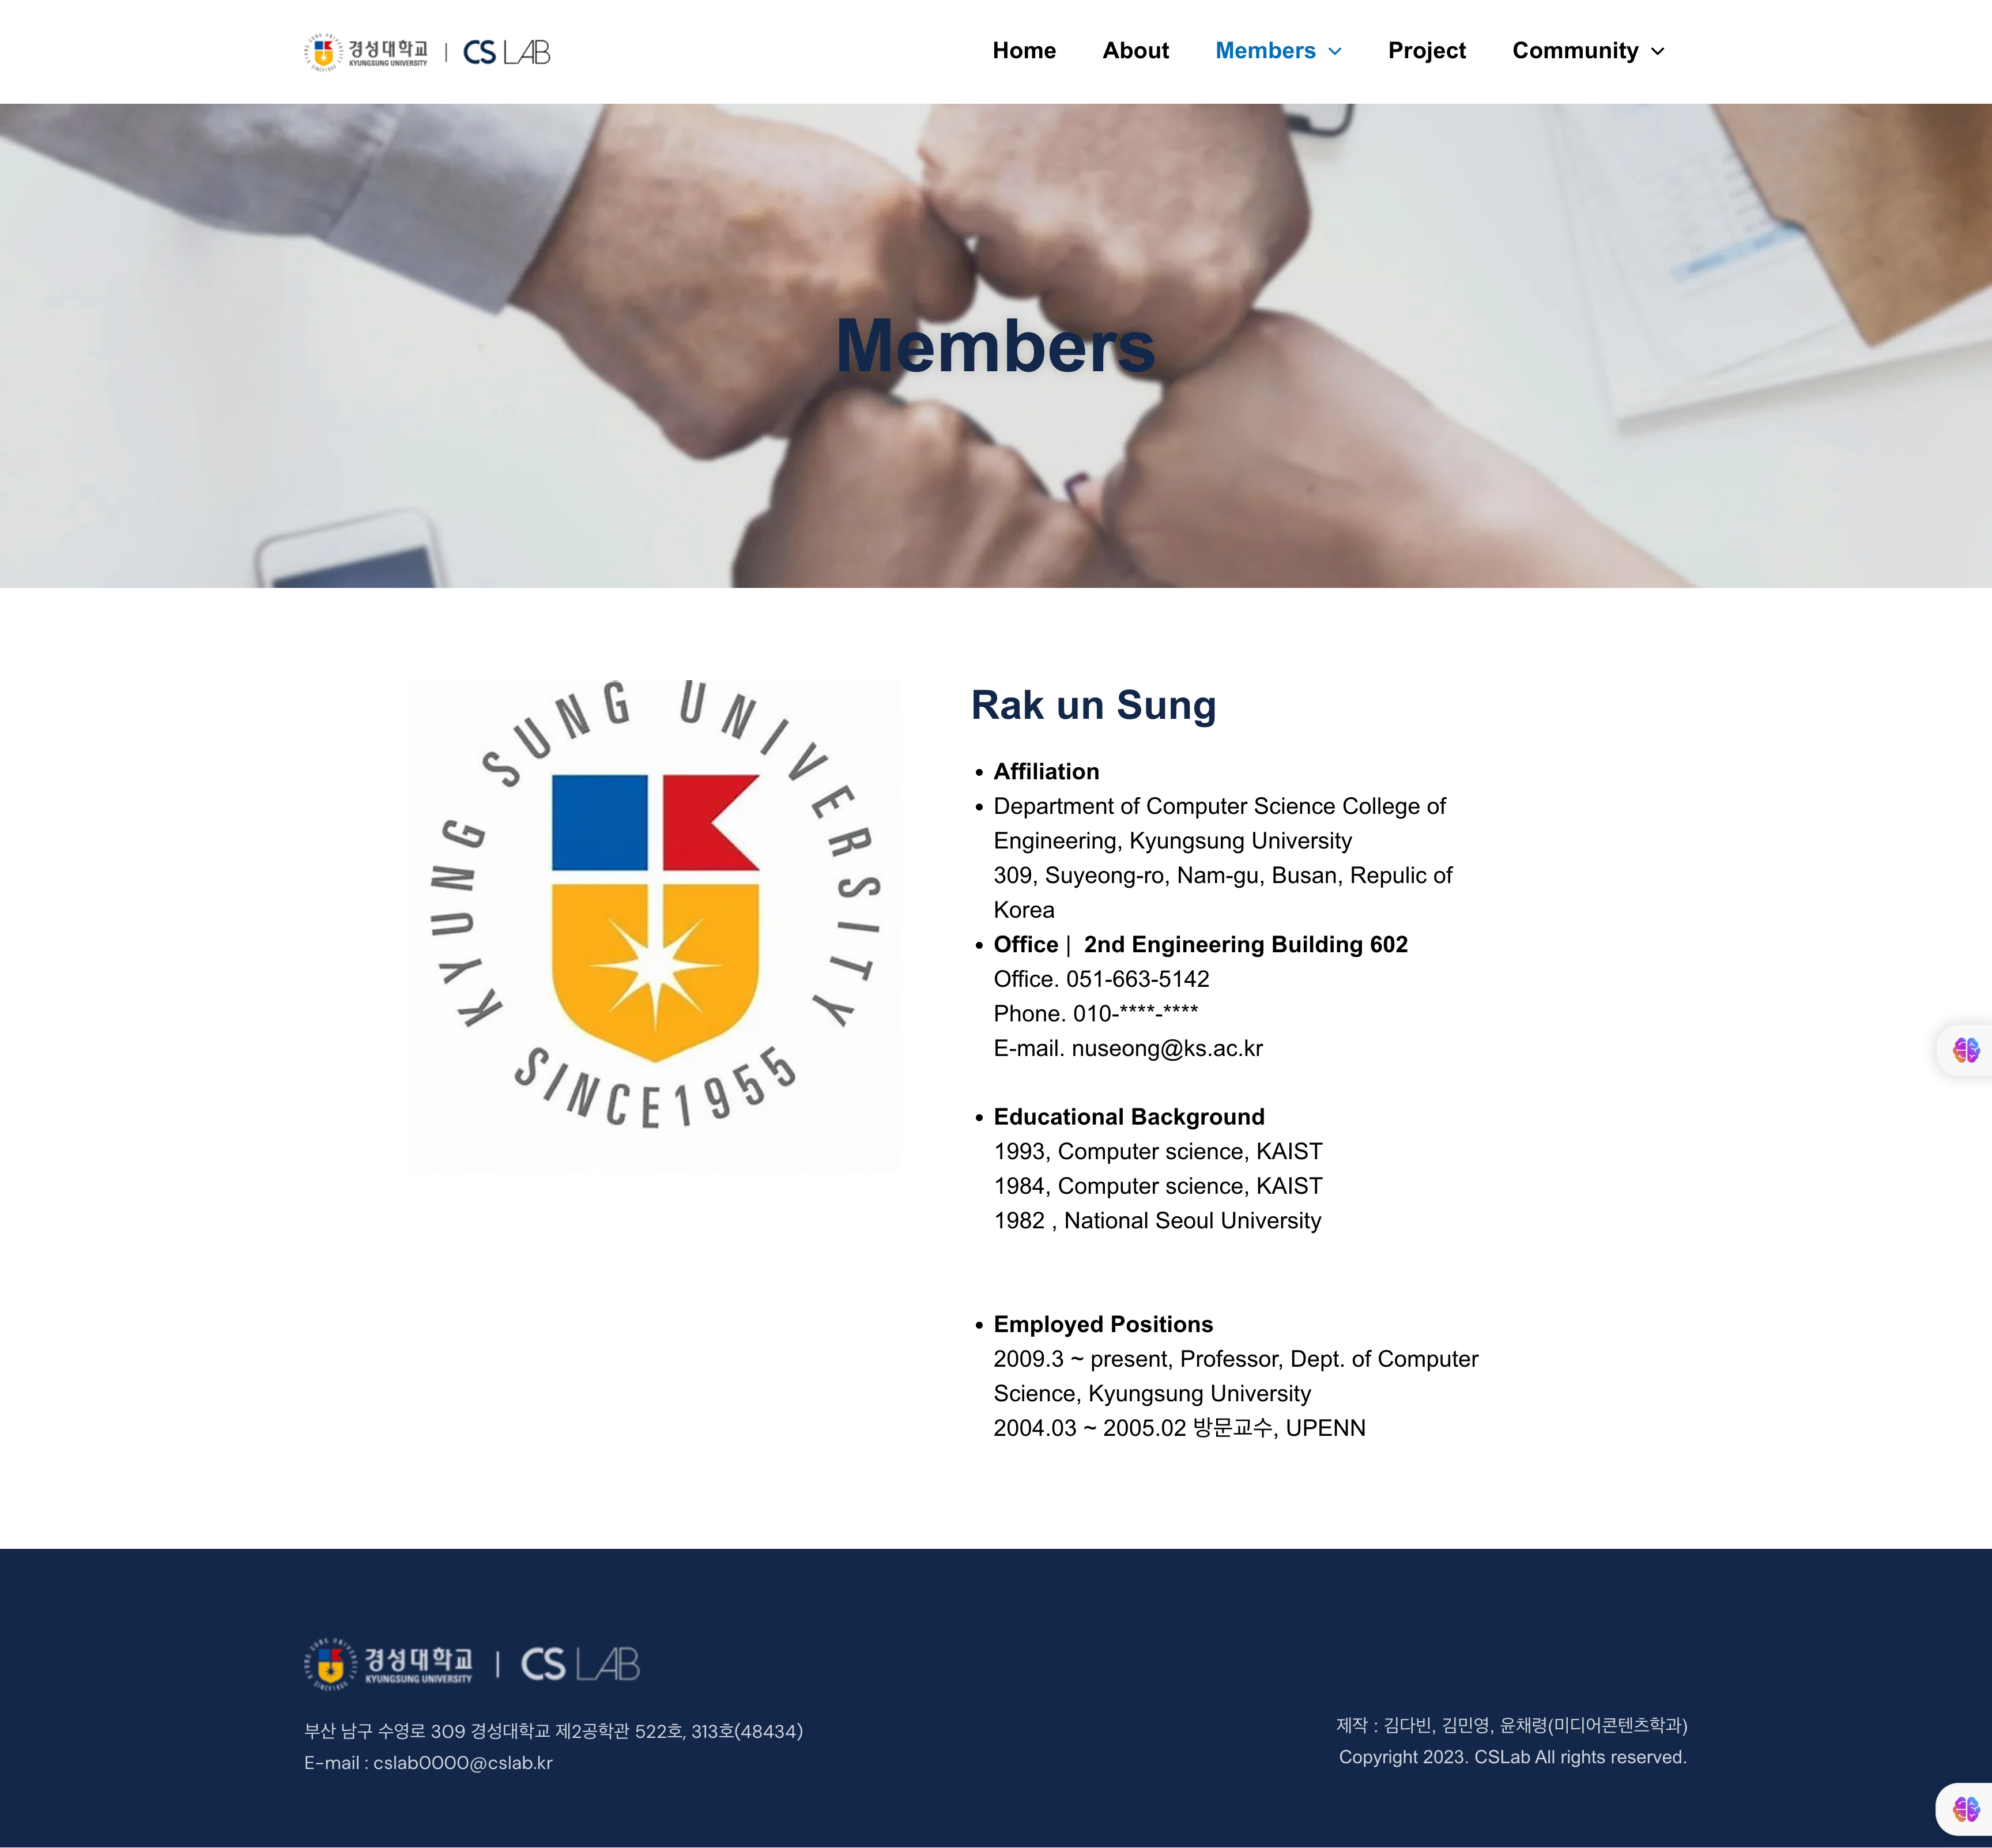 경성대학교
KYUNGSUNG UNIVERSITY
CS LAB
Home About Members Project Community
Members
KYUNG SUNG UNIVERSITY
SINCE1955
Rak un Sung
Affiliation
Department of Computer Science College of
Engineering, Kyungsung University
309, Suyeong-ro, Nam-gu, Busan, Repulic of
Korea
Office | 2nd Engineering Building 602
Office. 051-663-5142
Phone. 010-****-****
E-mail. nuseong@ks.ac.kr
Educational Background
1993, Computer science, KAIST
1984, Computer science, KAIST
1982 , National Seoul University
Employed Positions
2009.3 ~ present, Professor, Dept. of Computer
Science, Kyungsung University
2004.03 ~ 2005.02 방문교수, UPENN
경성대학교
KYUNGSUNG UNIVERSITY
CS LAB
부산 남구 수영로 309 경성대학교 제2공학관 522호, 313호(48434)
E-mail : cslab0000@cslab.kr
제작 : 김다빈, 김민영, 윤채령(미디어콘텐츠학과)
Copyright 2023. CSLab All rights reserved.